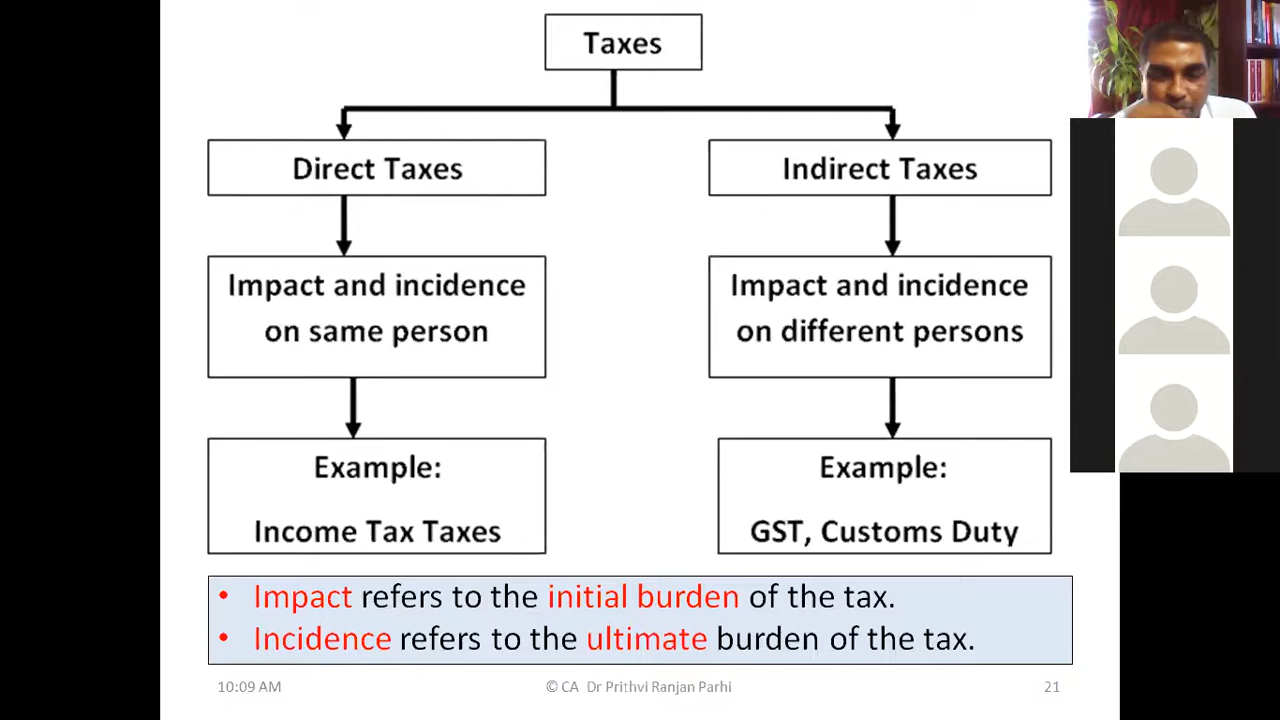 Taxes
Direct Taxes
Indirect Taxes
Impact and incidence
on same person
Impact and incidence
on different persons
Example:
Income Tax Taxes
Example:
GST, Customs Duty
• Impact refers to the initial burden of the tax.
• Incidence refers to the ultimate burden of the tax.
10:09 AM
© CA Dr Prithvi Ranjan Parhi
21